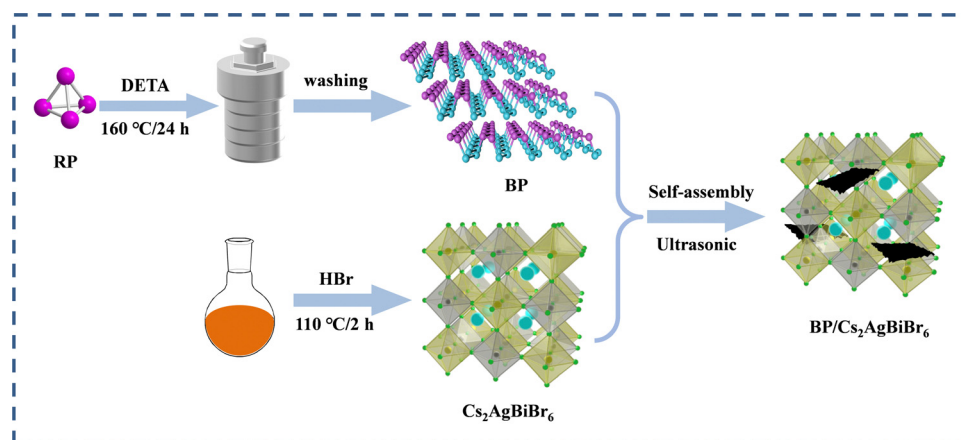 DETA
160 °C/24 h
RP
washing
BP
HBr
110 °C/2 h
Cs₂AgBiBr₆
Self-assembly
Ultrasonic
BP/Cs₂AgBiBr₆